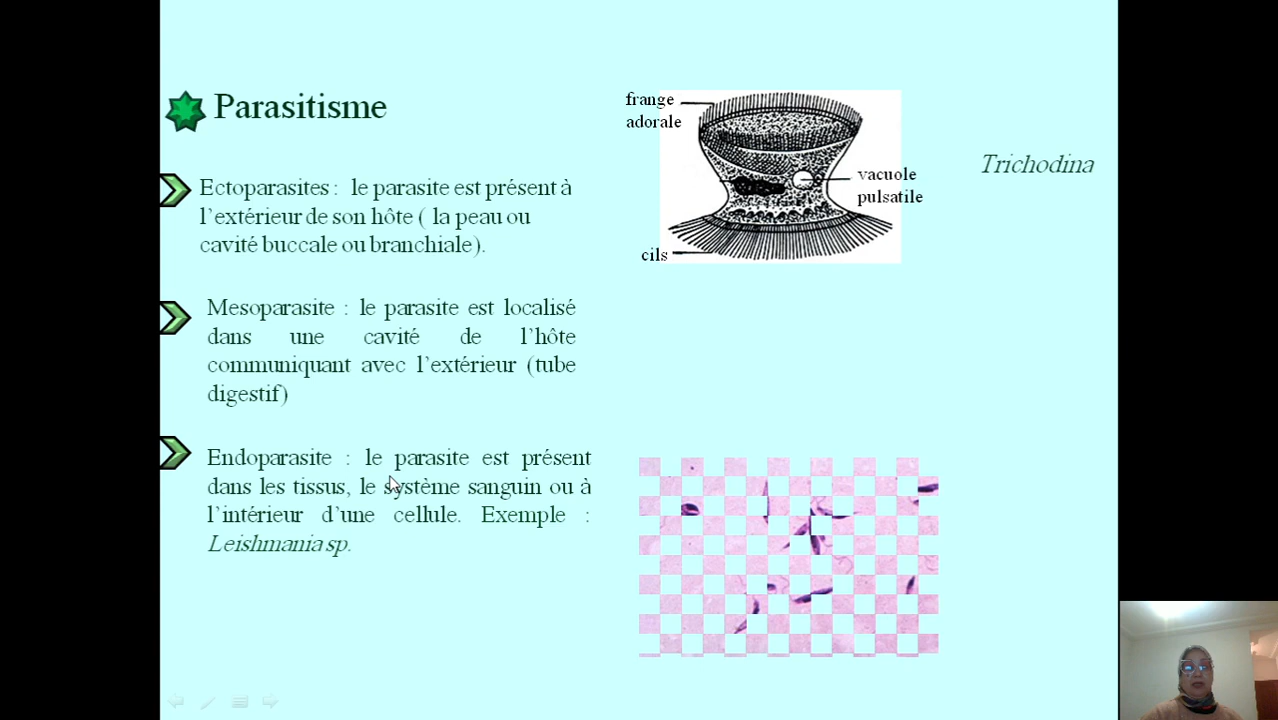 Parasitisme
Ectoparasites : le parasite est présent à
l'extérieur de son hôte ( la peau ou
cavité buccale ou branchiale).
Mesoparasite : le parasite est localisé
dans une cavité de l'hôte
communiquant avec l'extérieur (tube
digestif)
Endoparasite : le parasite est présent
dans les tissus, le système sanguin ou à
l'intérieur d'une cellule. Exemple :
Leishmania sp.
frange
adorale
vacuole
pulsatile
cils
Trichodina